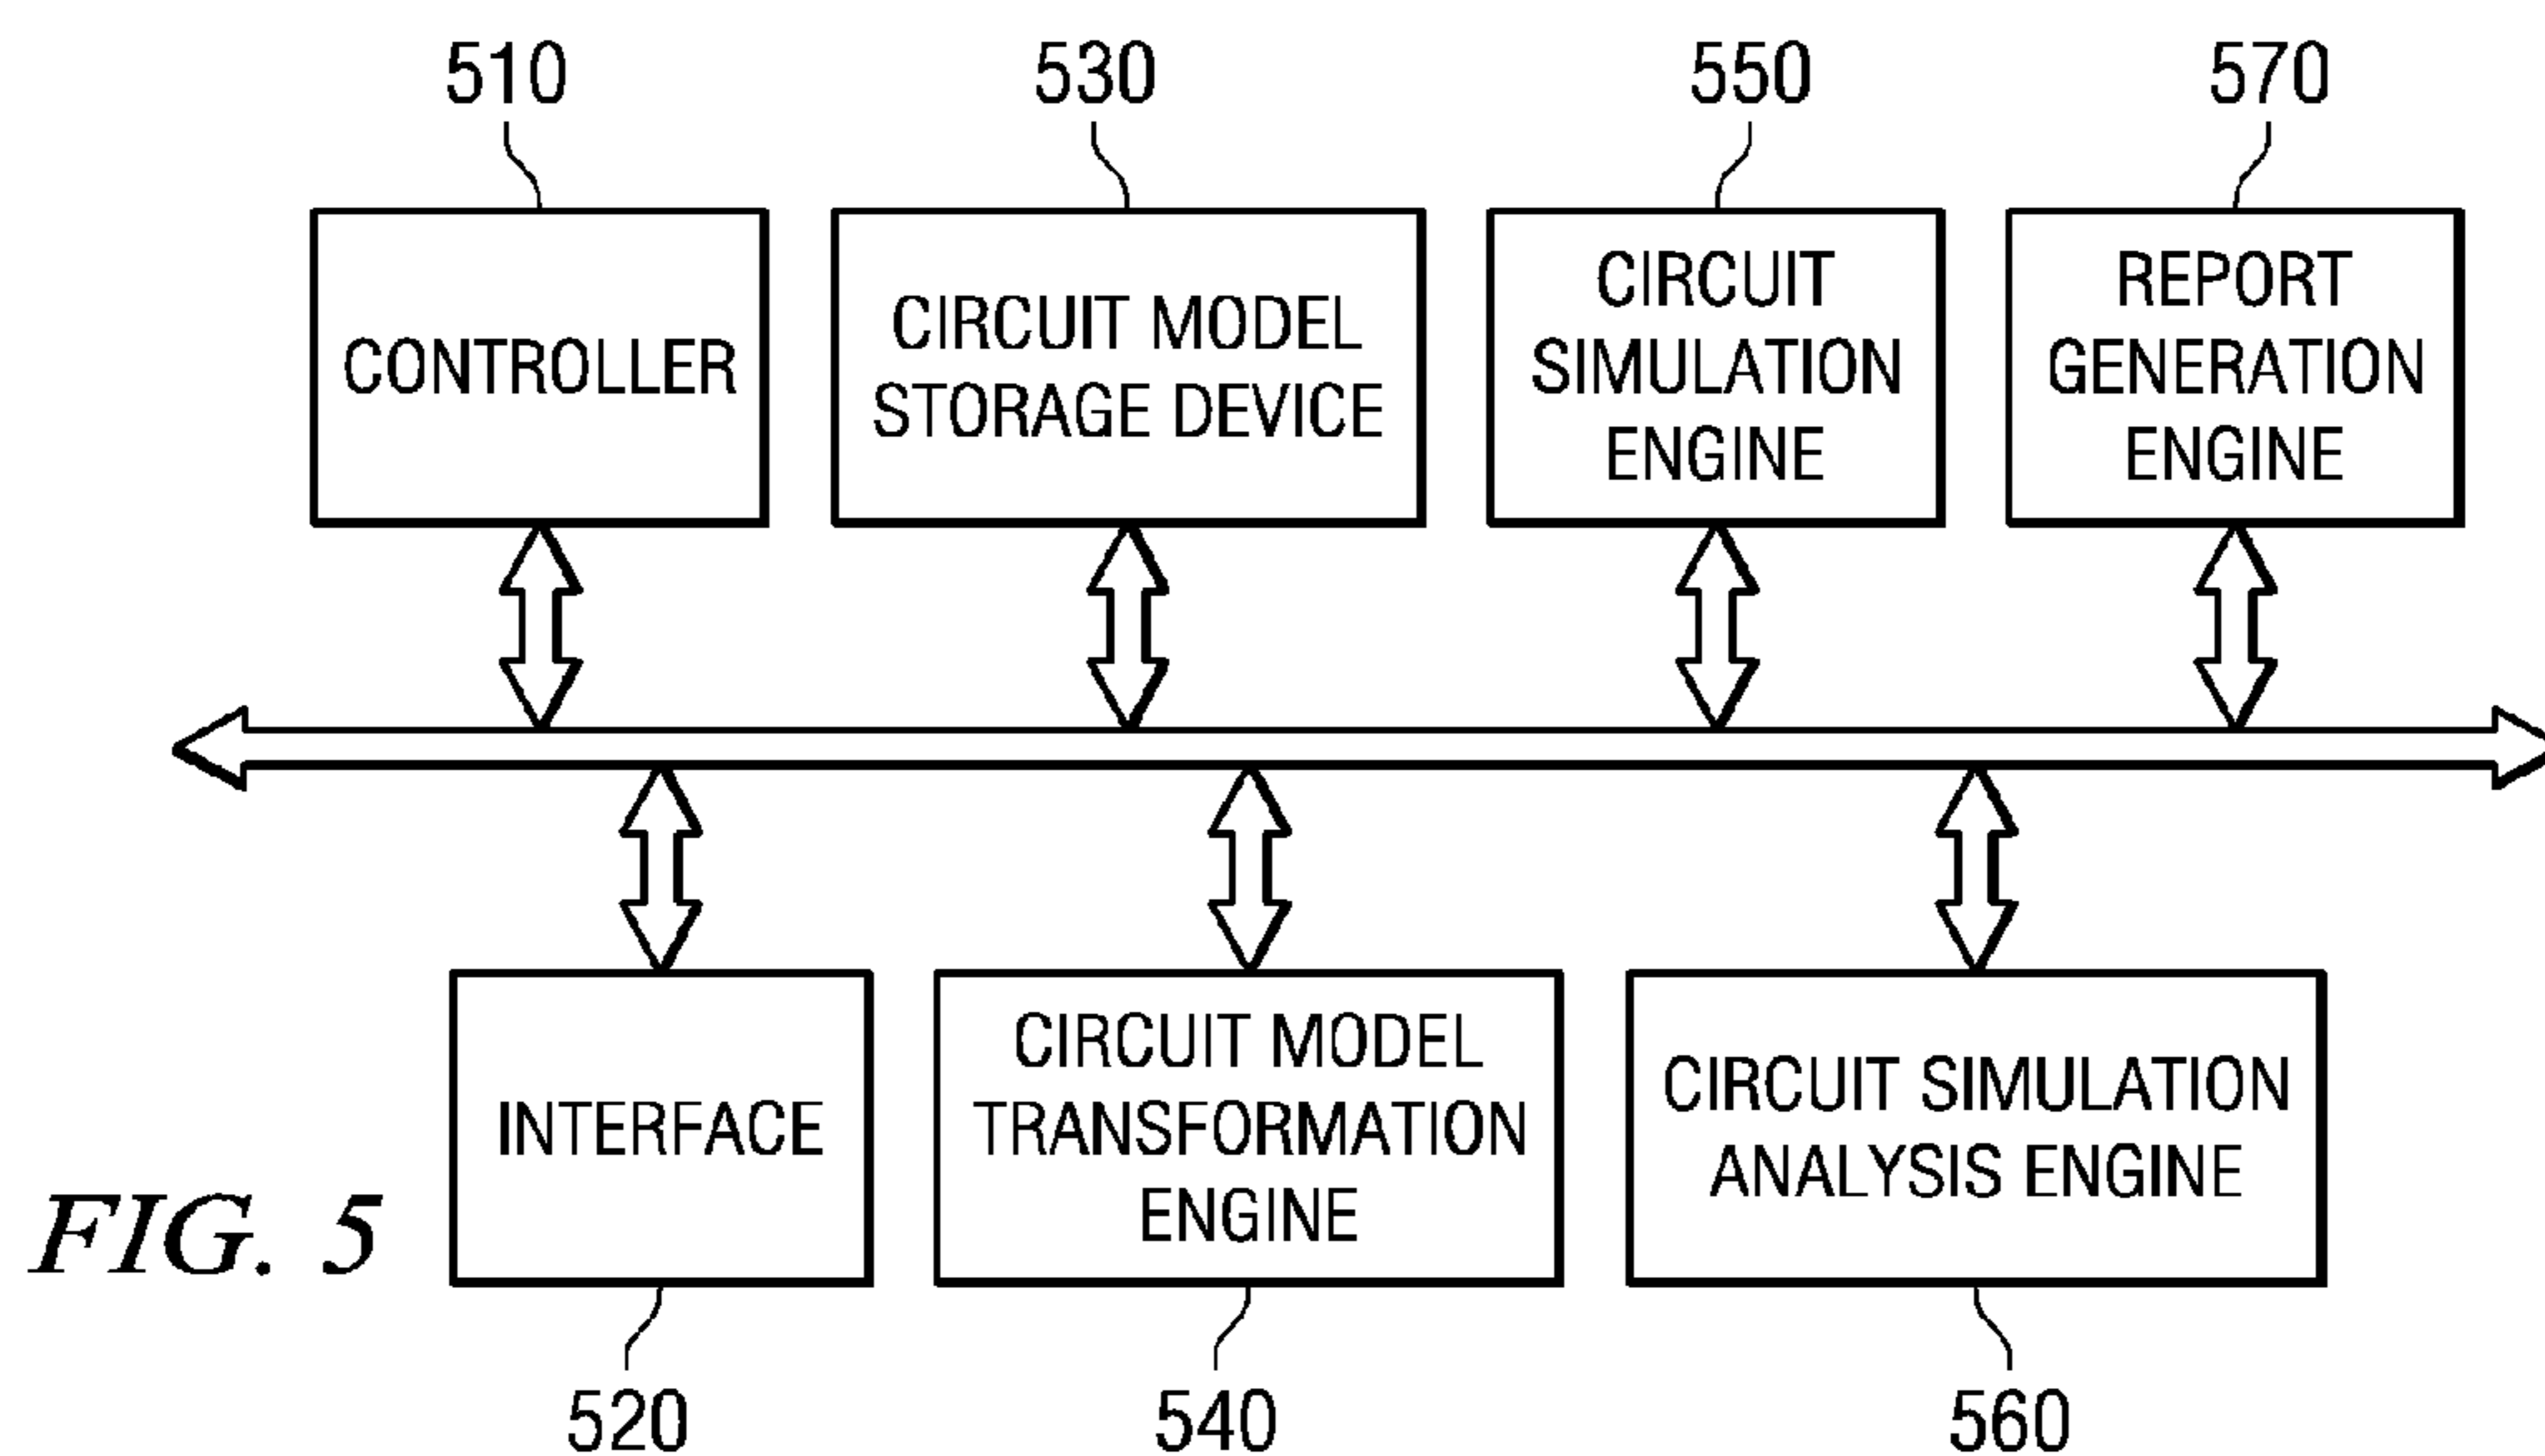 510
530
550
570
CONTROLLER
CIRCUIT MODEL
STORAGE DEVICE
CIRCUIT
SIMULATION
ENGINE
REPORT
GENERATION
ENGINE
INTERFACE
CIRCUIT MODEL
TRANSFORMATION
ENGINE
CIRCUIT SIMULATION
ANALYSIS ENGINE
FIG. 5
520
540
560